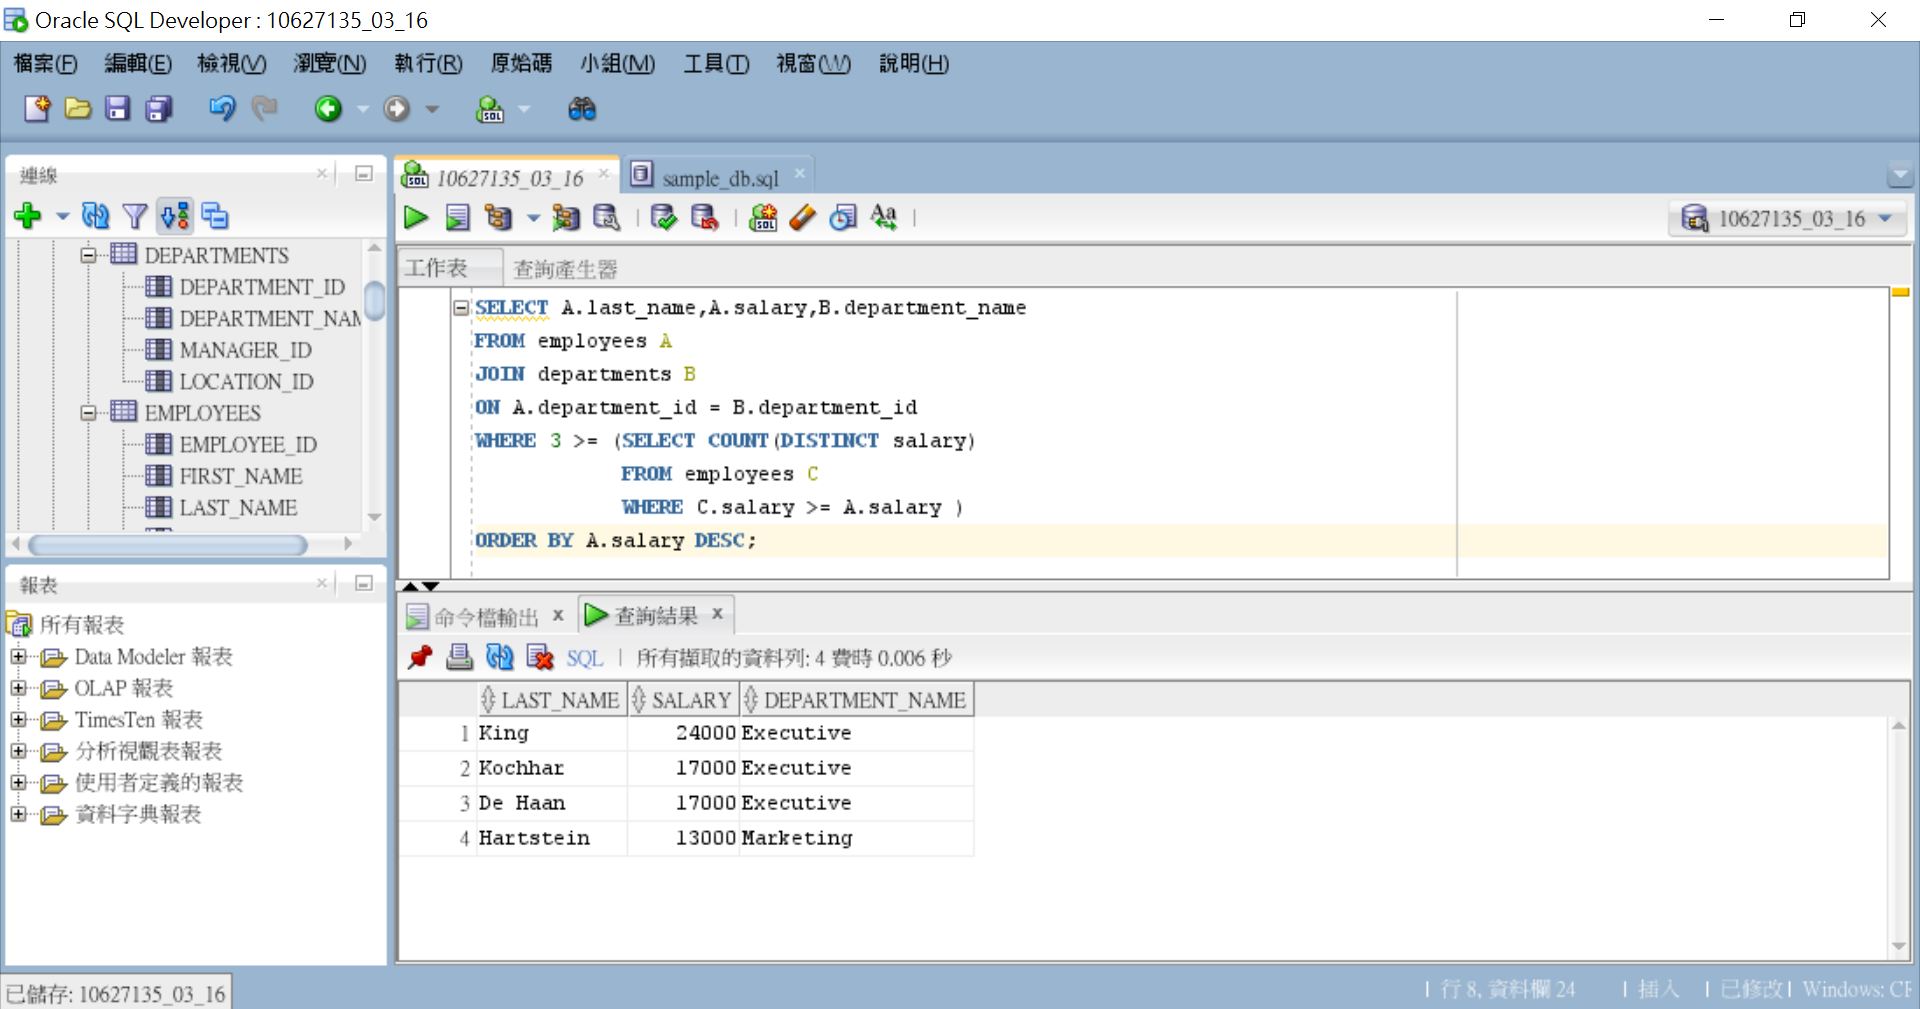 Oracle SQL Developer : 10627135_03_16
檔案(F) 編輯(E) 檢視(V) 瀏覽(N) 執行(R) 原始碼 小組(M) 工具(T) 視窗(W) 說明(H)
連線
DEPARTMENTS
DEPARTMENT_ID
DEPARTMENT_NAM
MANAGER_ID
LOCATION_ID
EMPLOYEES
EMPLOYEE_ID
FIRST_NAME
LAST_NAME
報表
所有報表
Data Modeler 報表
OLAP 報表
TimesTen 報表
分析視觀表報表
使用者定義的報表
資料字典報表
10627135_03_16 sample_db.sql
10627135_03_16
工作表 查詢產生器
SELECT A.last_name,A.salary,B.department_name
FROM employees A
JOIN departments B
ON A.department_id = B.department_id
WHERE 3 >= (SELECT COUNT(DISTINCT salary)
FROM employees C
WHERE C.salary >= A.salary )
ORDER BY A.salary DESC;
命令檔輸出 x 查詢結果 x
SQL | 所有擷取的資料列: 4 費時 0.006 秒
LAST_NAME SALARY DEPARTMENT_NAME
1 King 24000 Executive
2 Kochhar 17000 Executive
3 De Haan 17000 Executive
4 Hartstein 13000 Marketing
已儲存: 10627135_03_16
行 8, 資料欄 24 | 插入 | 已修改 | Windows: CF